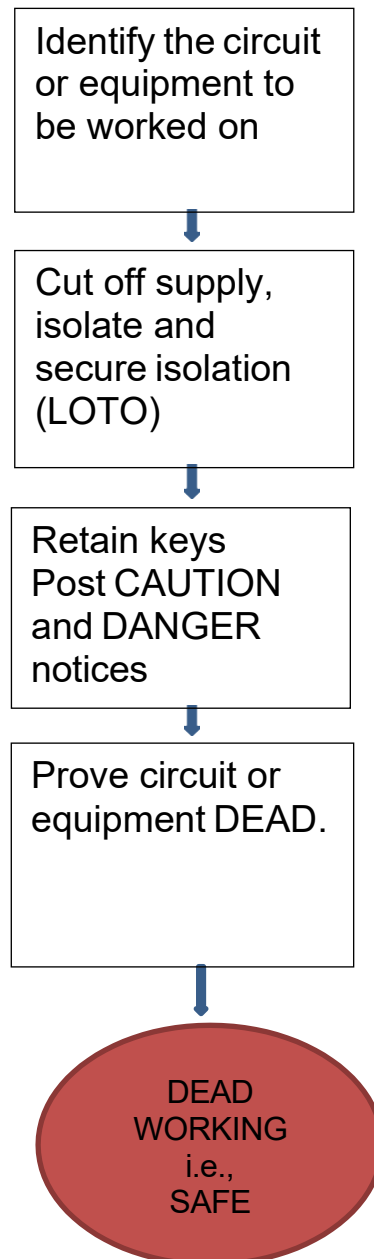 Identify the circuit
or equipment to
be worked on
Cut off supply,
isolate and
secure isolation
(LOTO)
Retain keys
Post CAUTION
and DANGER
notices
Prove circuit or
equipment DEAD.
DEAD
WORKING
i.e.,
SAFE